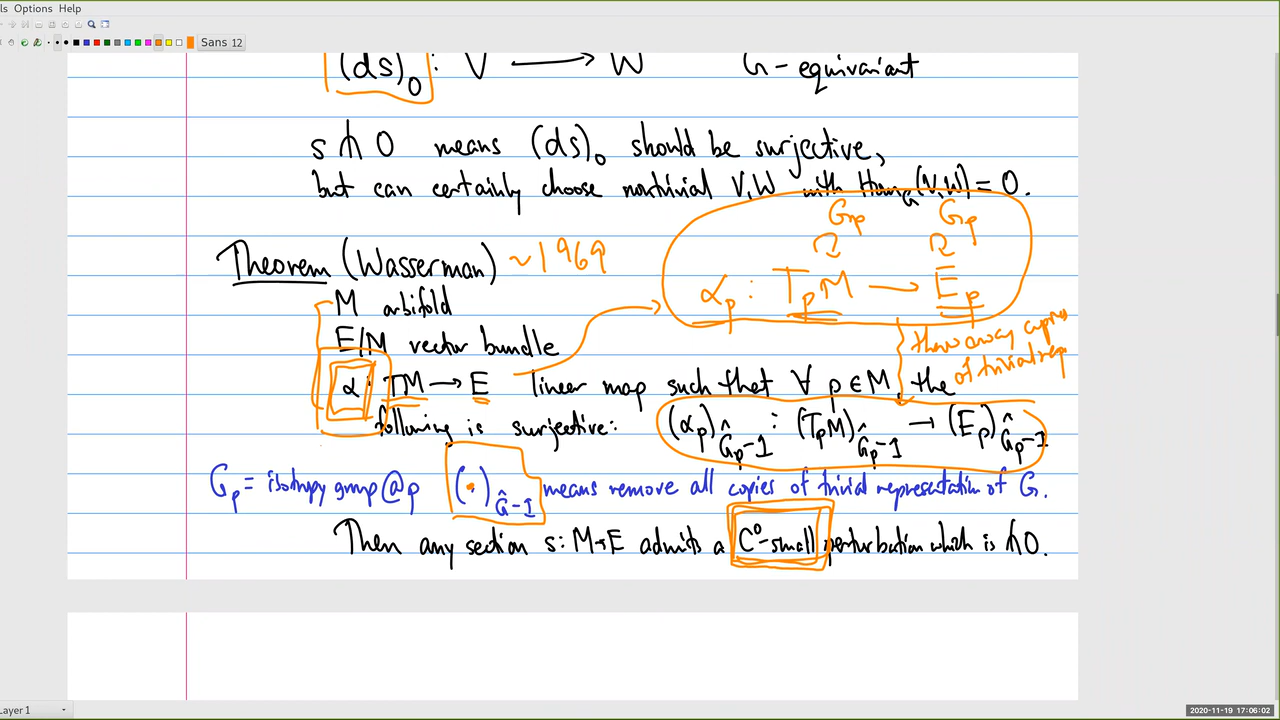 ls Options Help
Sans 12
(ds)₀ : V ⟶ W G-equivariant
s ⋔ 0 means (ds)₀ should be surjective,
but can certainly choose nontrivial V,W with Hom_G(V,W) = 0.
G_p G_p
Theorem (Wasserman) ~1969
α_p : T_pM ⟶ E_p
M orbifold
E/M vector bundle
throw away copies
of trivial rep
α : TM ⟶ E linear map such that ∀ p ∈ M, the
following is surjective: (α_p)_{Ĝ_p-1} : (T_pM)_{Ĝ_p-1} → (E_p)_{Ĝ_p-1}
G_p = isotropy group @ p (·)_{Ĝ-1} means remove all copies of trivial representation of G.
Then any section s: M→E admits a C⁰-small perturbation which is ⋔ 0.
Layer 1
2020-11-19 17:06:02